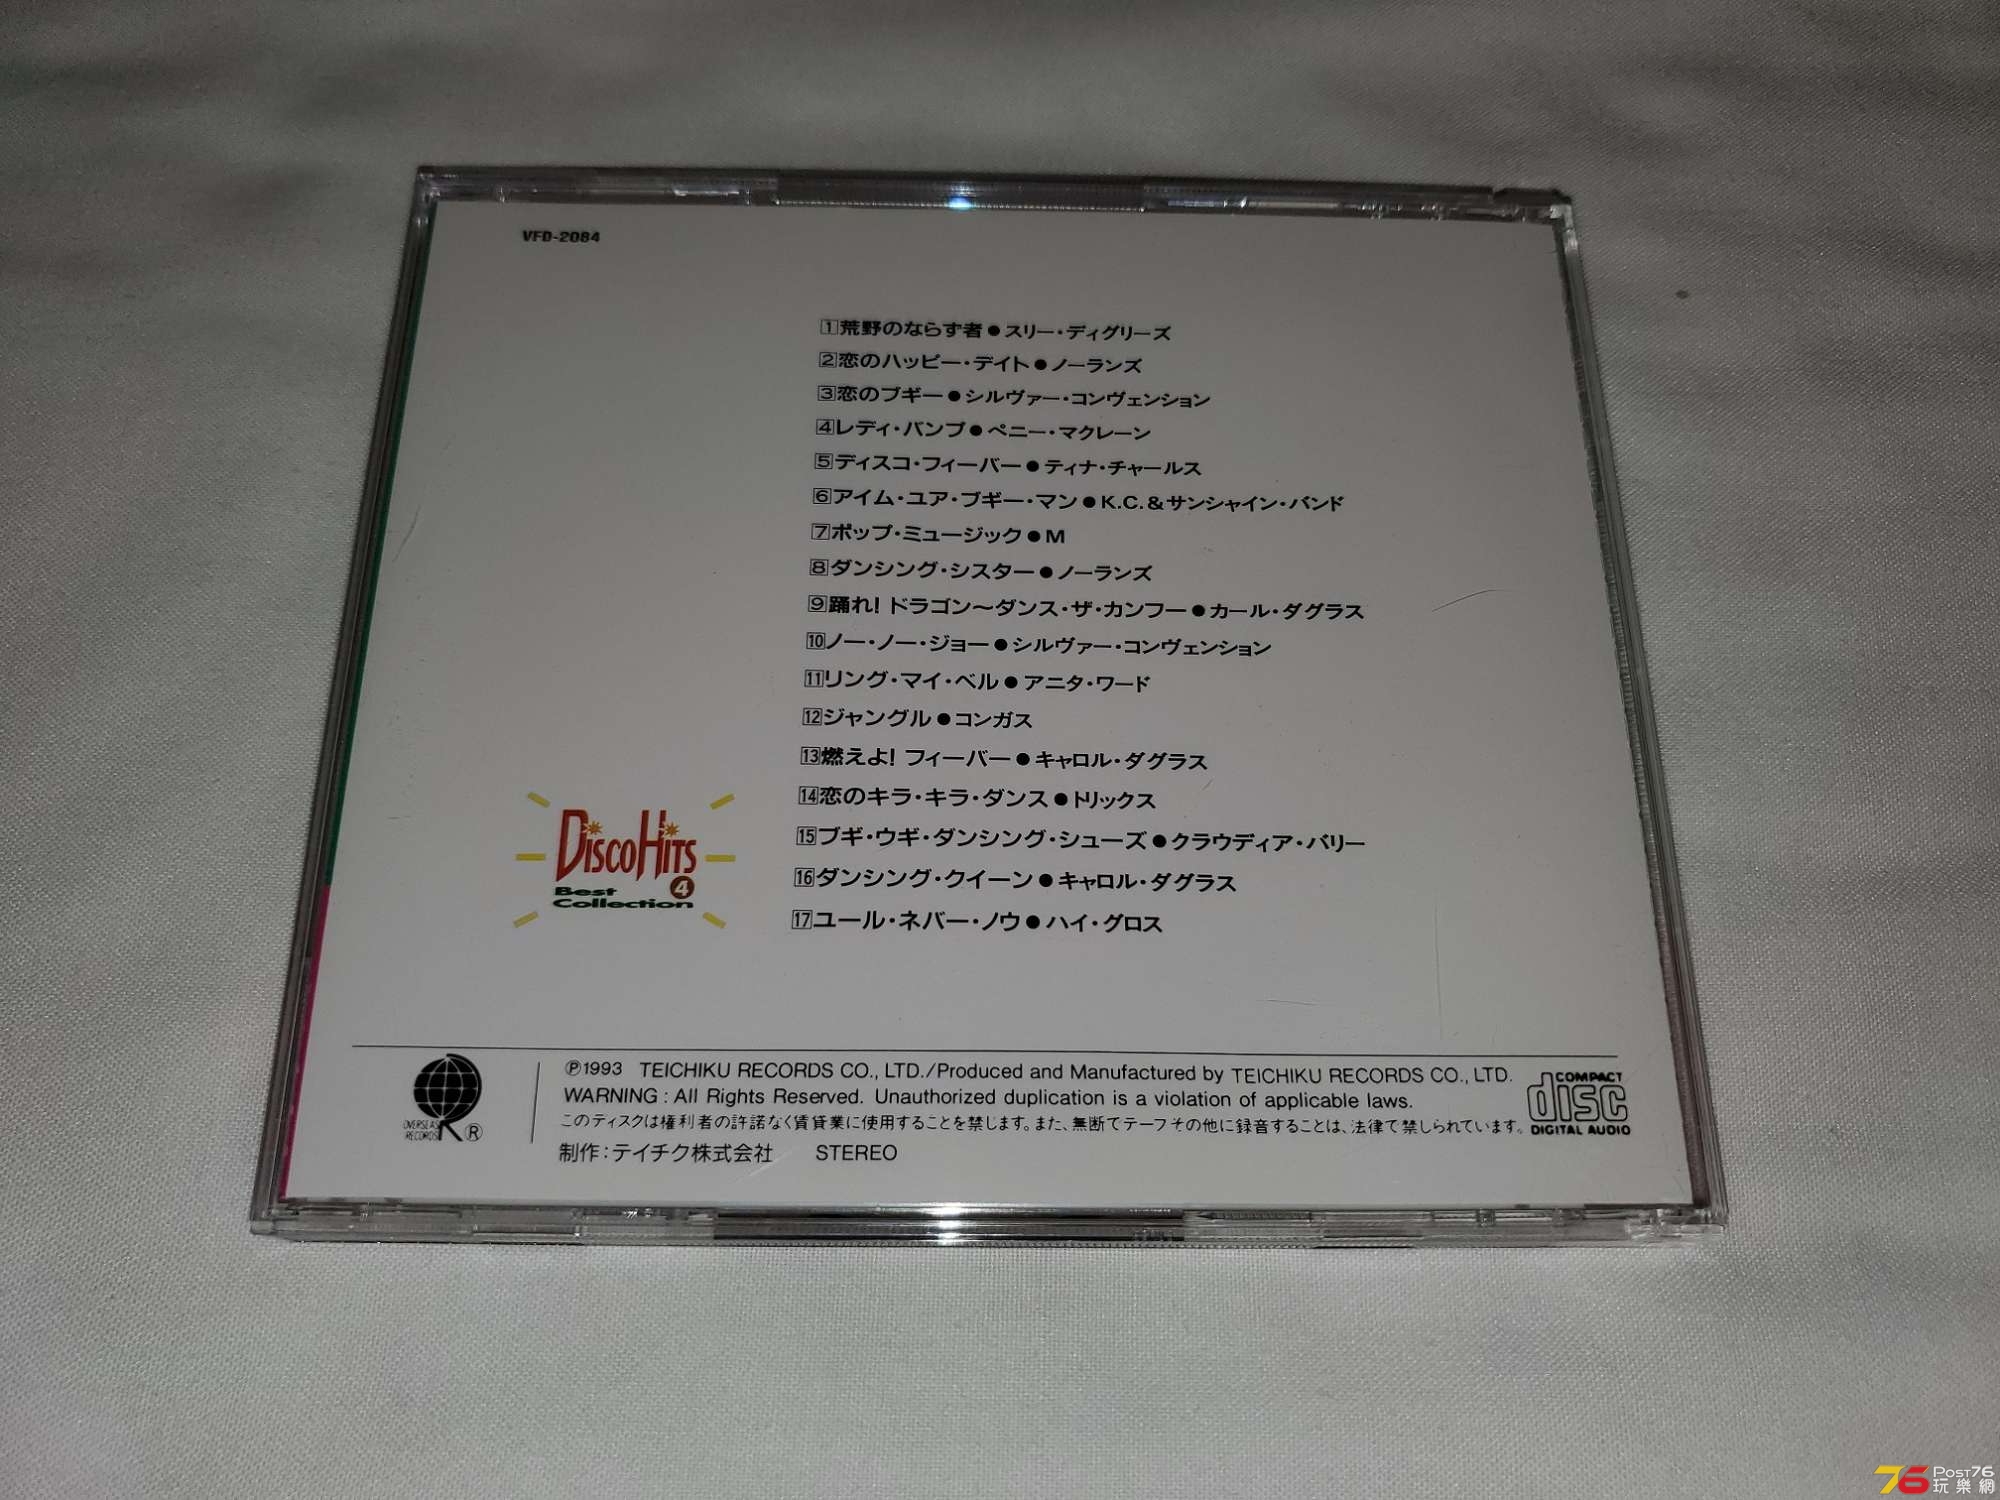 VFD-2084
1荒野のならず者●スリー・ディグリーズ
2恋のハッピー・デイト●ノーランズ
3恋のブギー●シルヴァー・コンヴェンション
4レディ・バンプ●ペニー・マクレーン
5ディスコ・フィーバー●ティナ・チャールス
6アイム・ユア・ブギー・マン●K.C.&サンシャイン・バンド
7ポップ・ミュージック●M
8ダンシング・シスター●ノーランズ
9踊れ!ドラゴン〜ダンス・ザ・カンフー●カール・ダグラス
10ノー・ノー・ジョー●シルヴァー・コンヴェンション
11リング・マイ・ベル●アニタ・ワード
12ジャングル●コンガス
13燃えよ!フィーバー●キャロル・ダグラス
14恋のキラ・キラ・ダンス●トリックス
15ブギ・ウギ・ダンシング・シューズ●クラウディア・バリー
16ダンシング・クイーン●キャロル・ダグラス
17ユール・ネバー・ノウ●ハイ・グロス
DISCO HITS
Best 4
Collection
℗1993 TEICHIKU RECORDS CO., LTD./Produced and Manufactured by TEICHIKU RECORDS CO., LTD.
WARNING : All Rights Reserved. Unauthorized duplication is a violation of applicable laws.
このディスクは権利者の許諾なく賃貸業に使用することを禁じます。また、無断でテープその他に録音することは、法律で禁じられています。
制作:テイチク株式会社 STEREO
OVERSEAS
RECORDS ®
COMPACT
disc
DIGITAL AUDIO
76 POST76
玩樂網